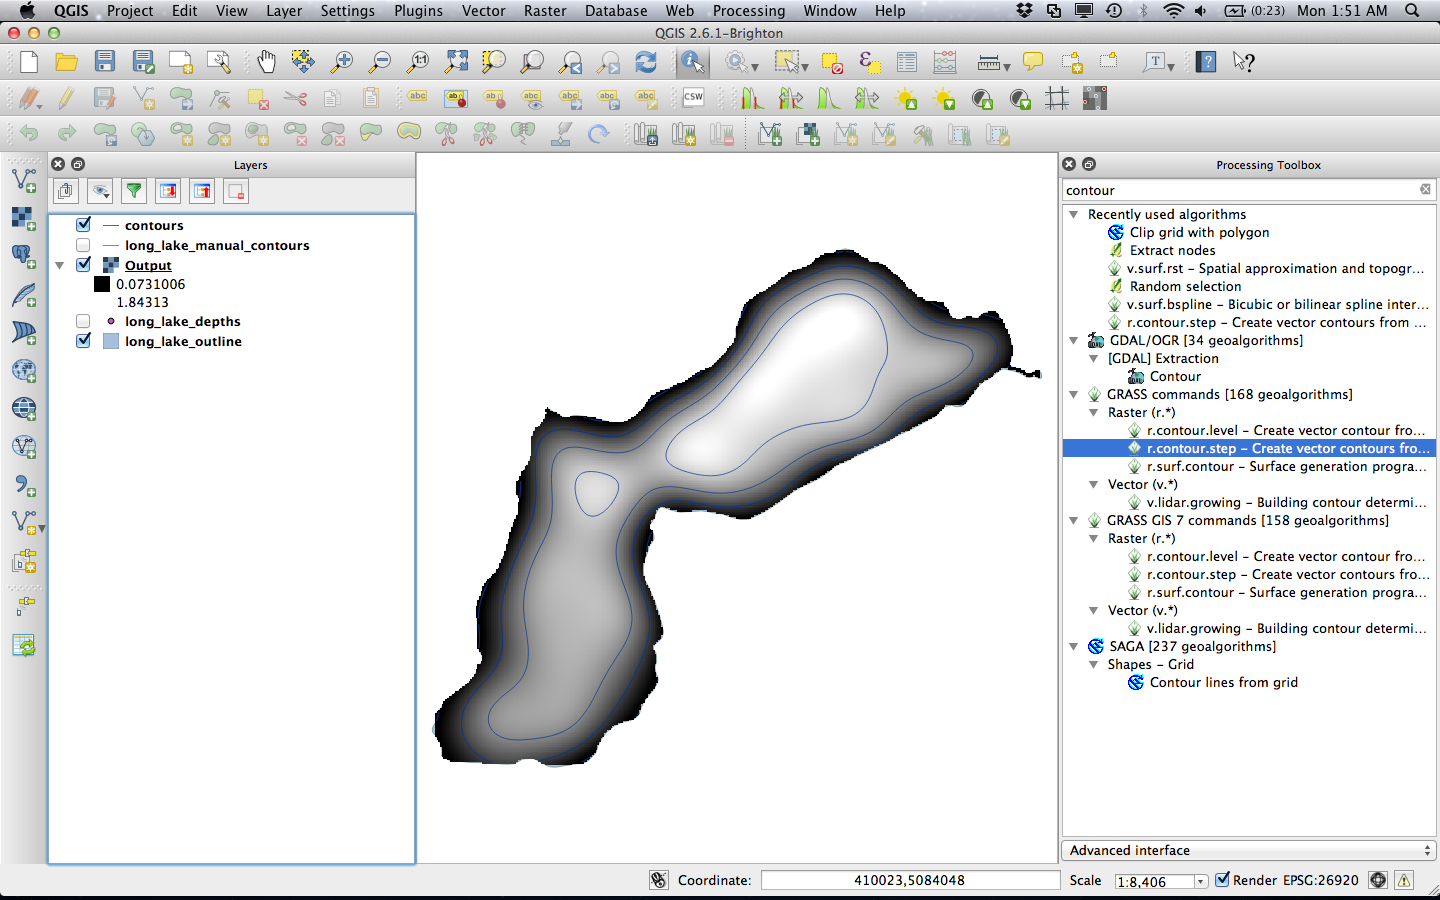 QGIS Project Edit View Layer Settings Plugins Vector Raster Database Web Processing Window Help (0:23) Mon 1:51 AM
QGIS 2.6.1-Brighton
Layers
contours
long_lake_manual_contours
Output
0.0731006
1.84313
long_lake_depths
long_lake_outline
Processing Toolbox
contour
Recently used algorithms
Clip grid with polygon
Extract nodes
v.surf.rst – Spatial approximation and topogr...
Random selection
v.surf.bspline – Bicubic or bilinear spline inter...
r.contour.step – Create vector contours from ...
GDAL/OGR [34 geoalgorithms]
[GDAL] Extraction
Contour
GRASS commands [168 geoalgorithms]
Raster (r.*)
r.contour.level – Create vector contour fro...
r.contour.step – Create vector contours fro...
r.surf.contour – Surface generation progra...
Vector (v.*)
v.lidar.growing – Building contour determi...
GRASS GIS 7 commands [158 geoalgorithms]
Raster (r.*)
r.contour.level – Create vector contour fro...
r.contour.step – Create vector contours fro...
r.surf.contour – Surface generation progra...
Vector (v.*)
v.lidar.growing – Building contour determi...
SAGA [237 geoalgorithms]
Shapes – Grid
Contour lines from grid
Advanced interface
Coordinate: 410023,5084048 Scale 1:8,406 Render EPSG:26920